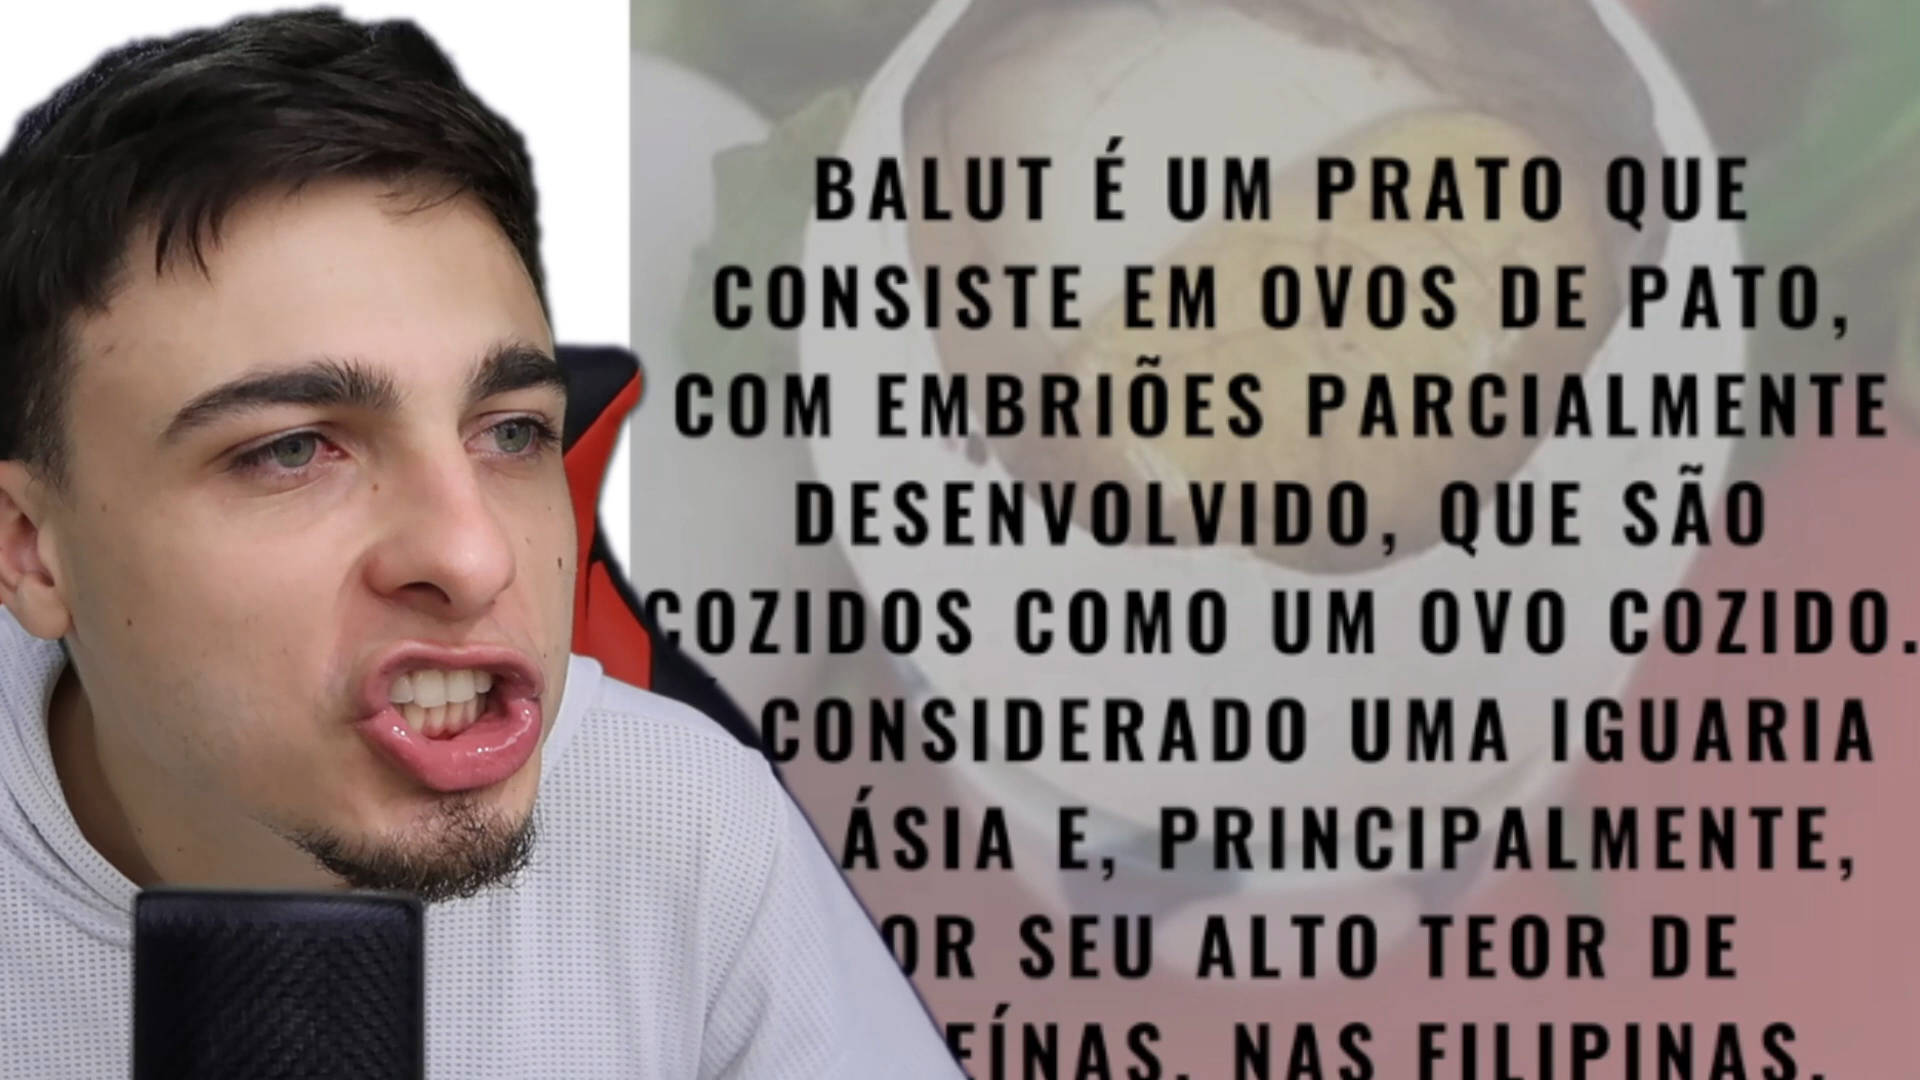 BALUT É UM PRATO QUE
CONSISTE EM OVOS DE PATO,
COM EMBRIÕES PARCIALMENTE
DESENVOLVIDO, QUE SÃO
COZIDOS COMO UM OVO COZIDO.
CONSIDERADO UMA IGUARIA
ÁSIA E, PRINCIPALMENTE,
SEU ALTO TEOR DE
NAS FILIPINAS.